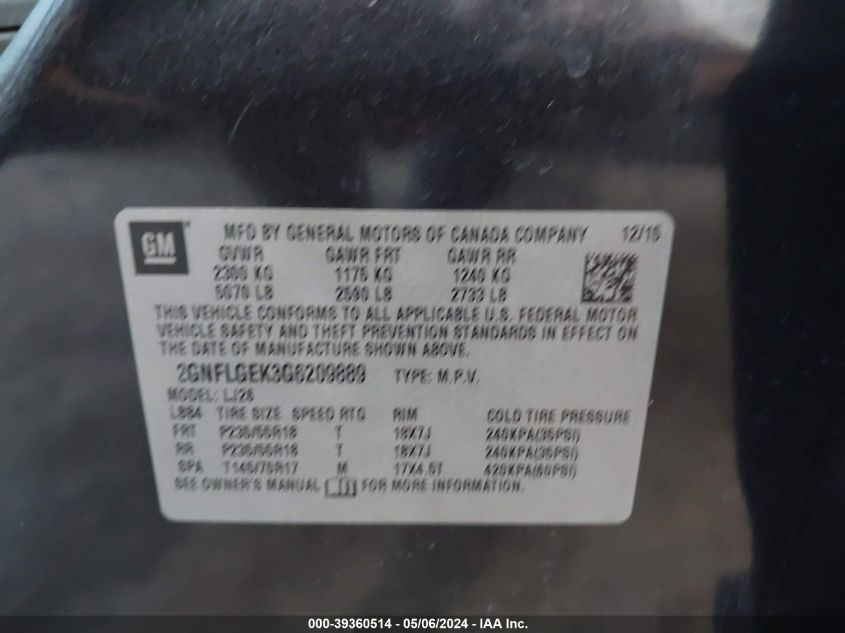 GM
MFD BY GENERAL MOTORS OF CANADA COMPANY 12/15
GVWR GAWR FRT GAWR RR
2300 KG 1175 KG 1240 KG
5070 LB 2590 LB 2733 LB
THIS VEHICLE CONFORMS TO ALL APPLICABLE U.S. FEDERAL MOTOR
VEHICLE SAFETY AND THEFT PREVENTION STANDARDS IN EFFECT ON
THE DATE OF MANUFACTURE SHOWN ABOVE.
2GNFLGEK3G6209889 TYPE: M.P.V.
MODEL: LJ26
TIRE SIZE SPEED RTG RIM COLD TIRE PRESSURE
FRT P235/55R18 T 18X7J 240KPA(35PSI)
RR P235/55R18 T 18X7J 240KPA(35PSI)
SPA T145/70R17 M 17X4.5T 420KPA(60PSI)
SEE OWNER'S MANUAL FOR MORE INFORMATION.
000-39360514 - 05/06/2024 - IAA Inc.